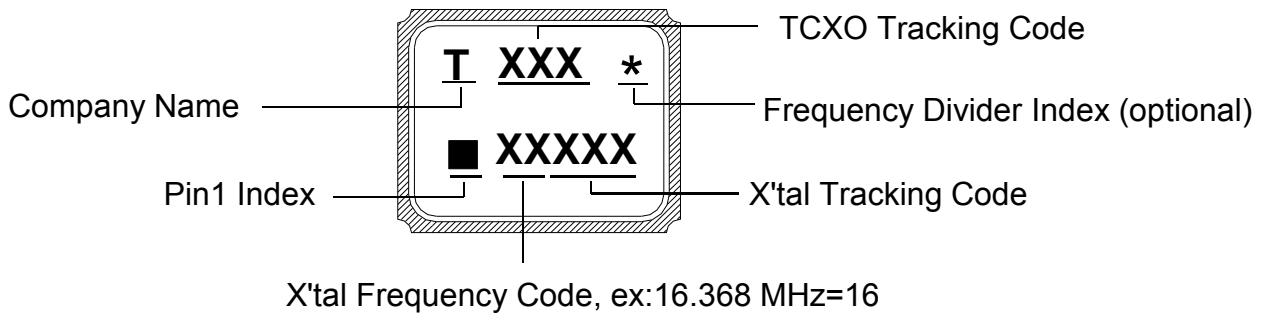 TCXO Tracking Code
T XXX *
Company Name
Frequency Divider Index (optional)
■ XXXXX
Pin1 Index
X'tal Tracking Code
X'tal Frequency Code, ex:16.368 MHz=16